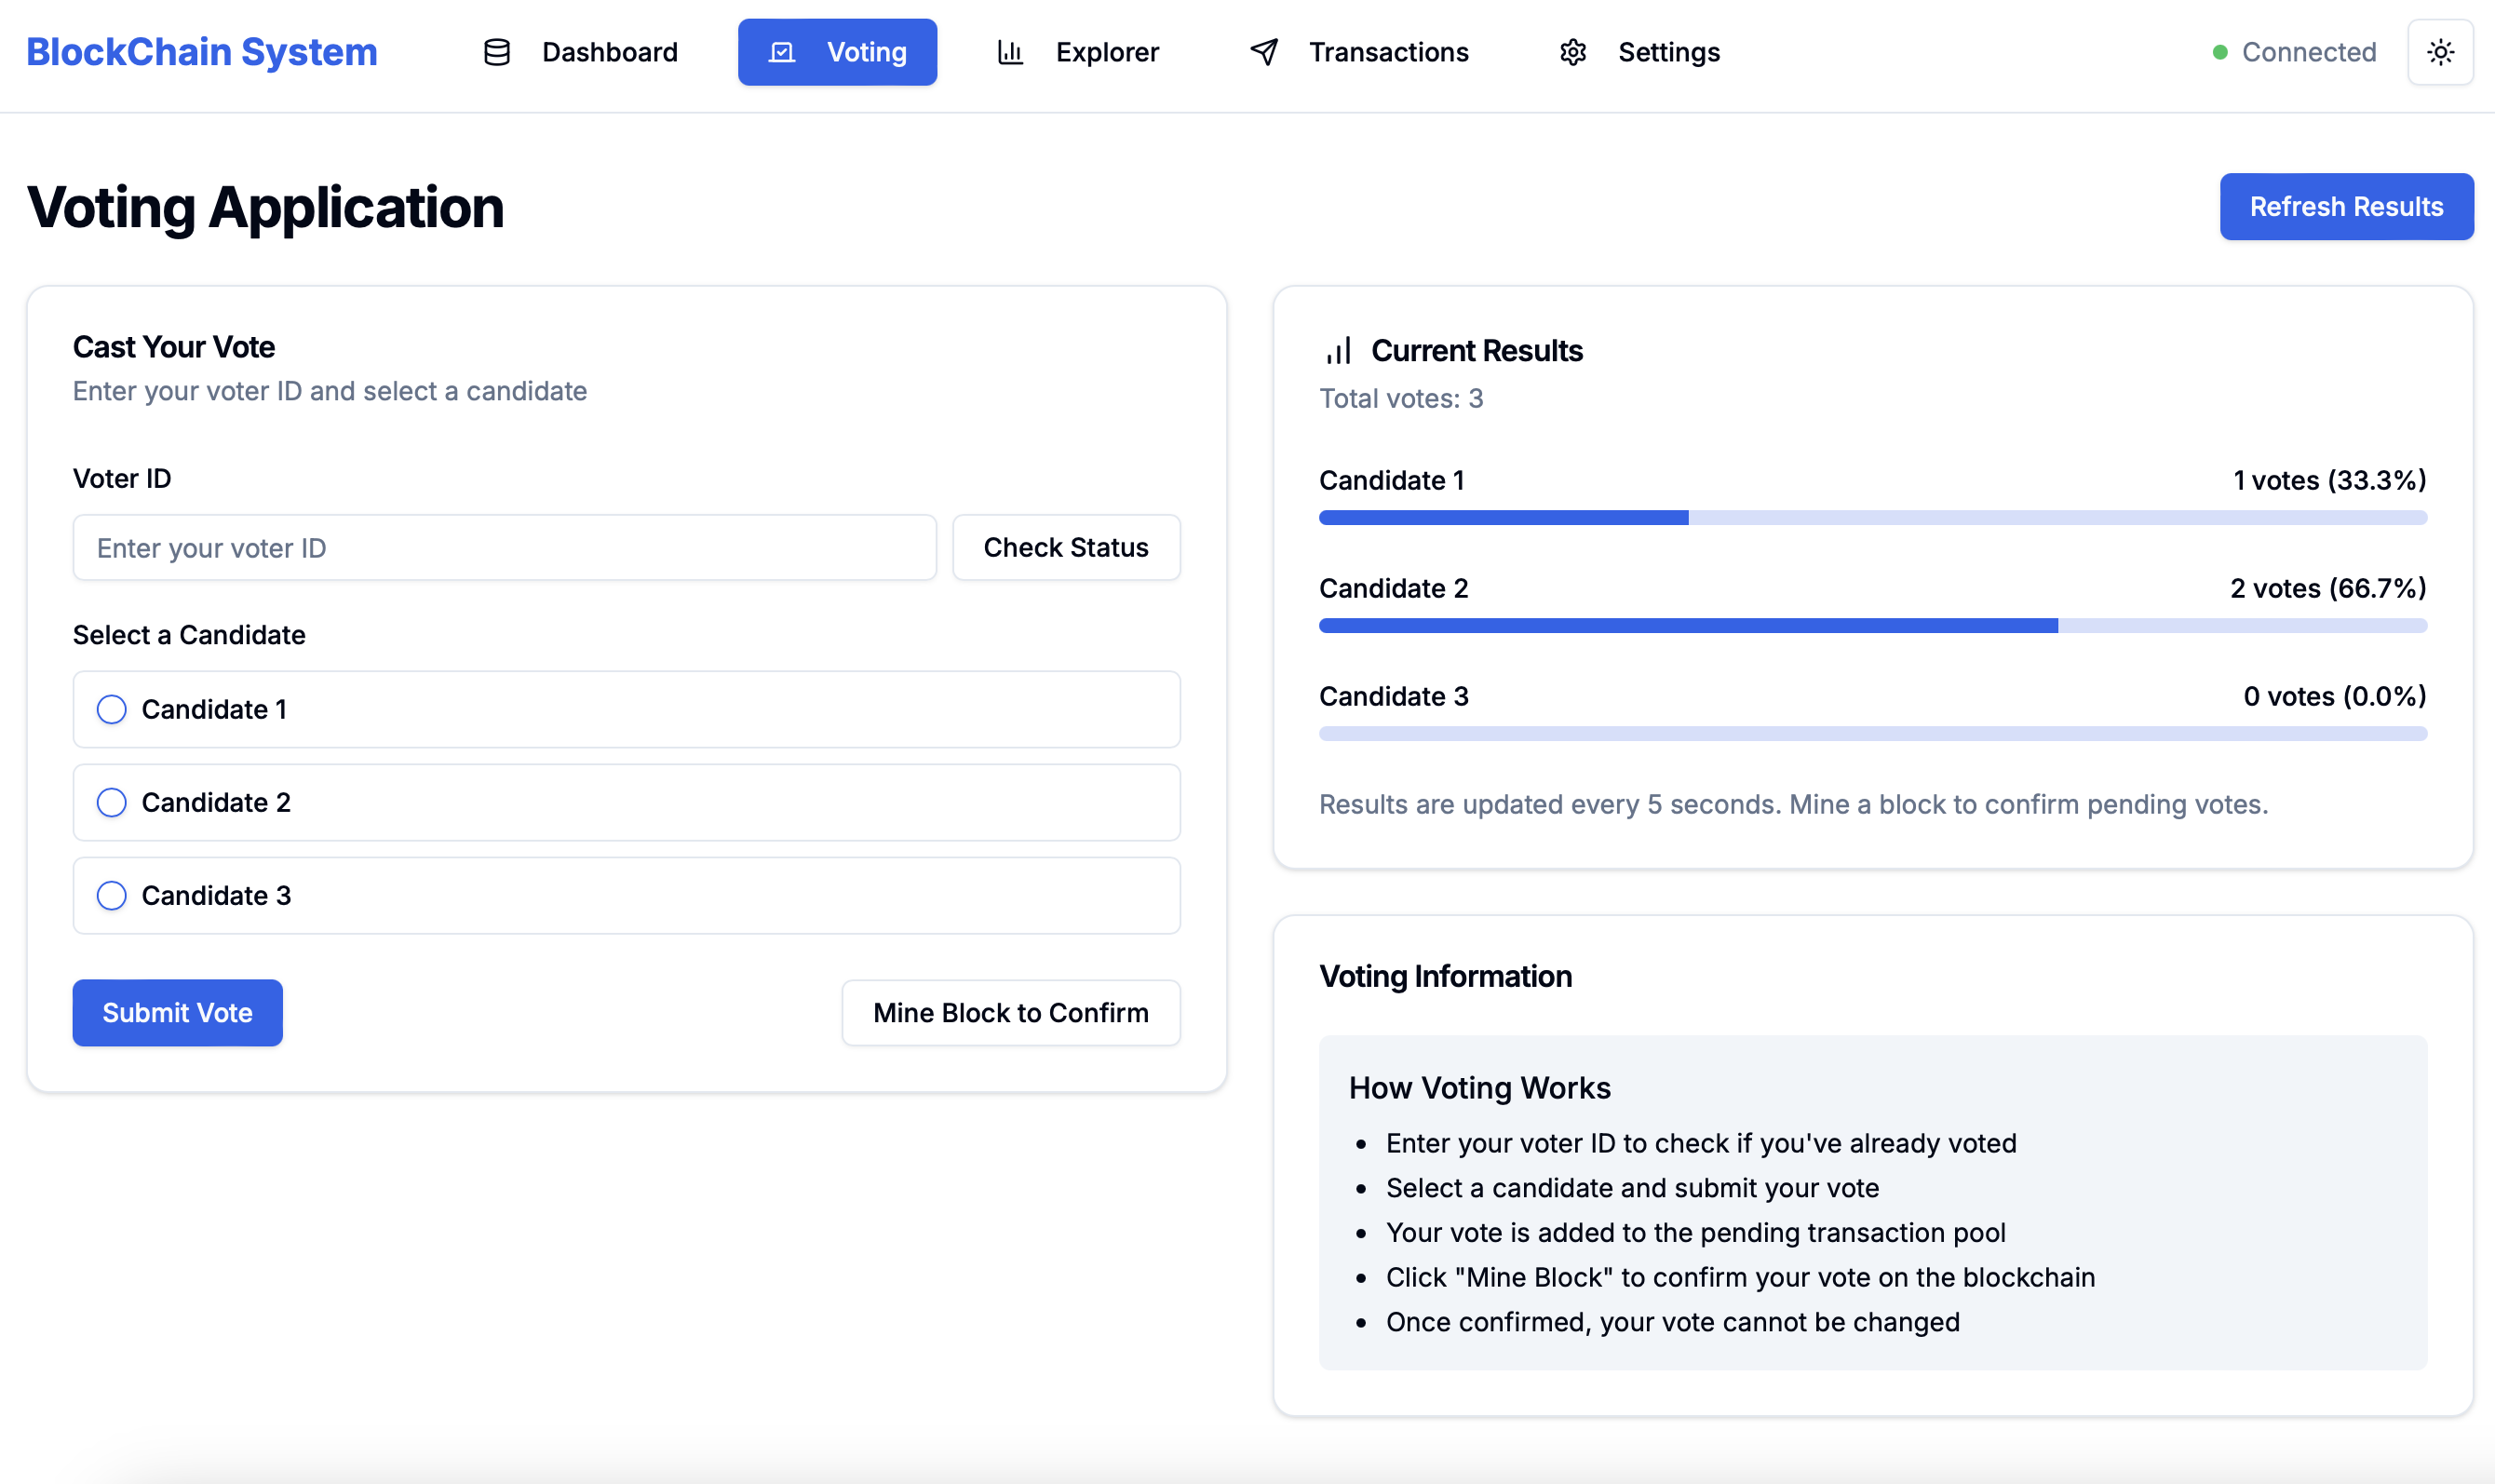 BlockChain System
Dashboard
Voting
Explorer
Transactions
Settings
Connected
Voting Application
Refresh Results
Cast Your Vote
Enter your voter ID and select a candidate
Voter ID
Enter your voter ID
Check Status
Select a Candidate
Candidate 1
Candidate 2
Candidate 3
Submit Vote
Mine Block to Confirm
Current Results
Total votes: 3
Candidate 1 1 votes (33.3%)
Candidate 2 2 votes (66.7%)
Candidate 3 0 votes (0.0%)
Results are updated every 5 seconds. Mine a block to confirm pending votes.
Voting Information
How Voting Works
• Enter your voter ID to check if you've already voted
• Select a candidate and submit your vote
• Your vote is added to the pending transaction pool
• Click "Mine Block" to confirm your vote on the blockchain
• Once confirmed, your vote cannot be changed